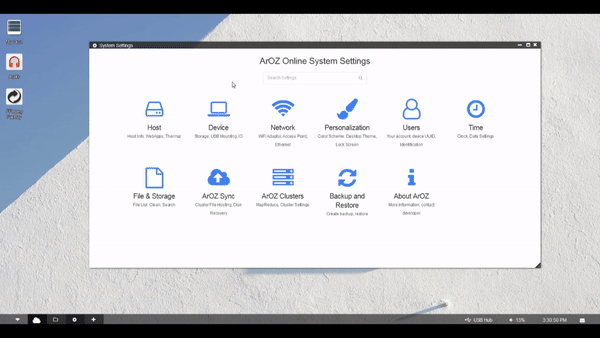 System Settings
ArOZ Online System Settings
Search Settings
Host
Host Info, WebApps, Thermal
Device
Storage, USB Mounting, IO
Network
WiFi Adaptor, Access Point,
Ethernet
Personalization
Color Scheme, Desktop Theme,
Lock Screen
Users
Your account, device UUID,
Identification
Time
Clock, Date Settings
File & Storage
File List, Clean, Search
ArOZ Sync
Cluster File Hosting, Disk
Recovery
ArOZ Clusters
MapReduce, Cluster Settings
Backup and
Restore
Create backup, restore
About ArOZ
More information, contact
developer
USB Hub
3:30:50 PM